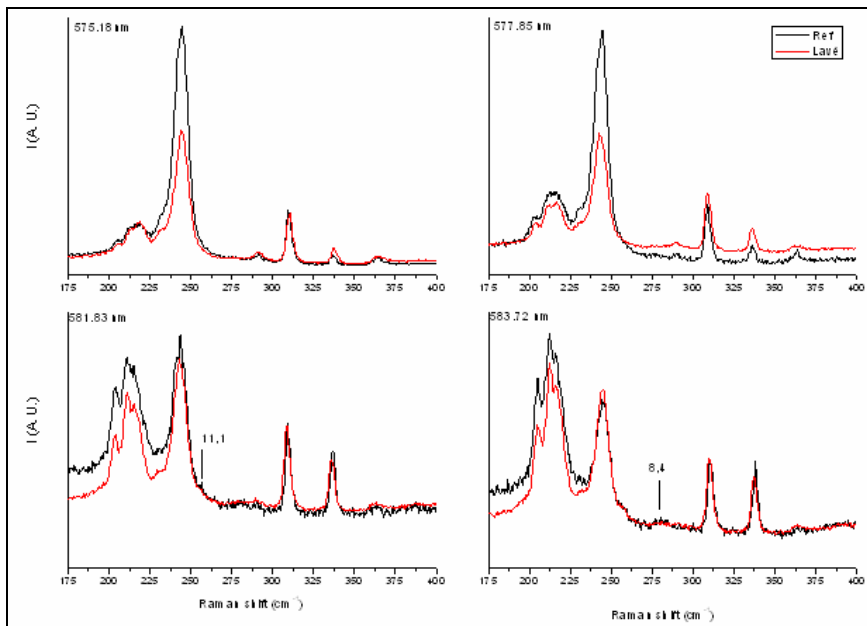 575.18 nm
577.85 nm
Ref
Lavé
I (A. U.)
I (A. U.)
175 200 225 250 275 300 325 350 375 400
175 200 225 250 275 300 325 350 375 400
581.83 nm
583.72 nm
11,1
8,4
I (A. U.)
I (A. U.)
175 200 225 250 275 300 325 350 375 400
175 200 225 250 275 300 325 350 375 400
Raman shift (cm⁻¹)
Raman shift (cm⁻¹)